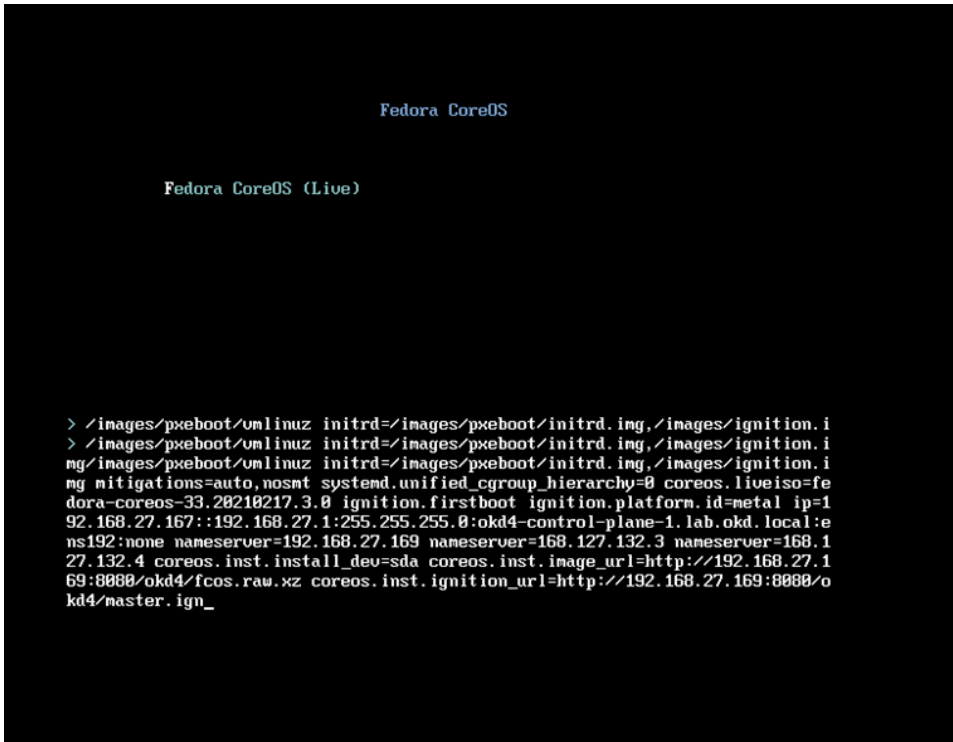 Fedora CoreOS
Fedora CoreOS (Live)
> /images/pxeboot/vmlinuz initrd=/images/pxeboot/initrd.img,/images/ignition.i
> /images/pxeboot/vmlinuz initrd=/images/pxeboot/initrd.img,/images/ignition.i
mg/images/pxeboot/vmlinuz initrd=/images/pxeboot/initrd.img,/images/ignition.i
mg mitigations=auto,nosmt systemd.unified_cgroup_hierarchy=0 coreos.liveiso=fe
dora-coreos-33.20210217.3.0 ignition.firstboot ignition.platform.id=metal ip=1
92.168.27.167::192.168.27.1:255.255.255.0:okd4-control-plane-1.lab.okd.local:e
ns192:none nameserver=192.168.27.169 nameserver=168.127.132.3 nameserver=168.1
27.132.4 coreos.inst.install_dev=sda coreos.inst.image_url=http://192.168.27.1
69:8080/okd4/fcos.raw.xz coreos.inst.ignition_url=http://192.168.27.169:8080/o
kd4/master.ign_